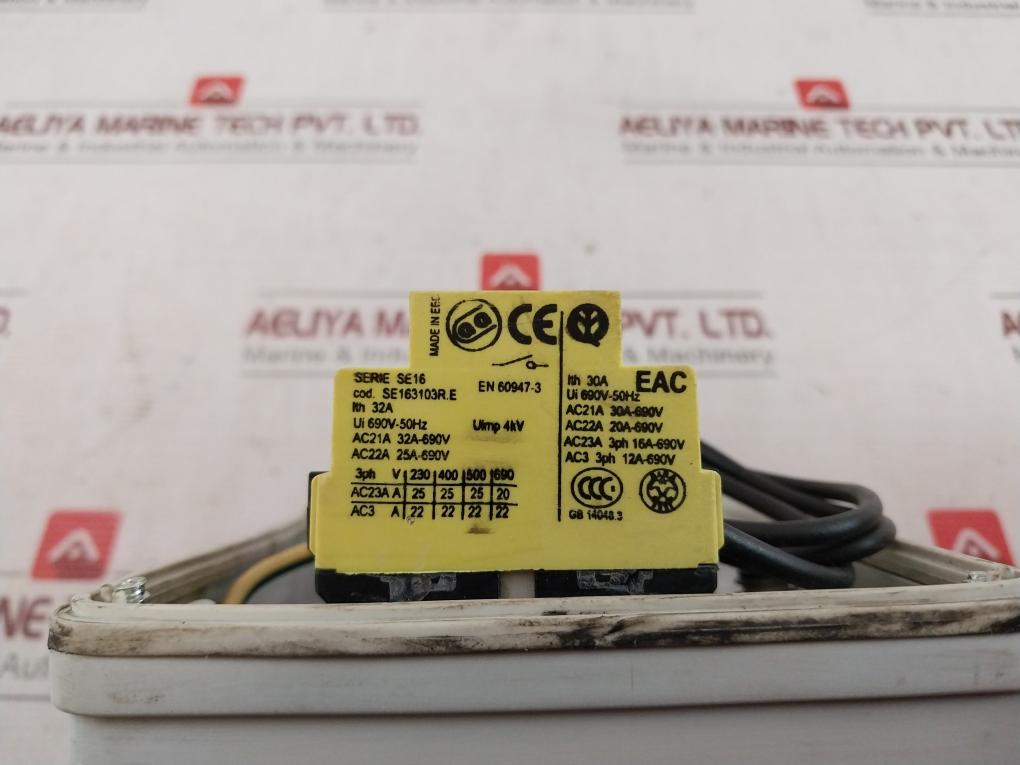 AELIYA MARINE TECH PVT. LTD.
Marine & Industrial Automation & Machinery
AELIYA MARINE TECH PVT. LTD.
Marine & Industrial Automation & Machinery
MADE IN EEC
CE
SERIE SE16
cod. SE163103R.E
Ith 32A
Ui 690V-50Hz
AC21A 32A-690V
AC22A 25A-690V
EN 60947-3
Uimp 4kV
3ph V 230 400 500 690
AC23A A 25 25 25 20
AC3 A 22 22 22 22
Ith 30A
EAC
Ui 690V-50Hz
AC21A 30A-690V
AC22A 20A-690V
AC23A 3ph 16A-690V
AC3 3ph 12A-690V
CCC
GB 14048.3